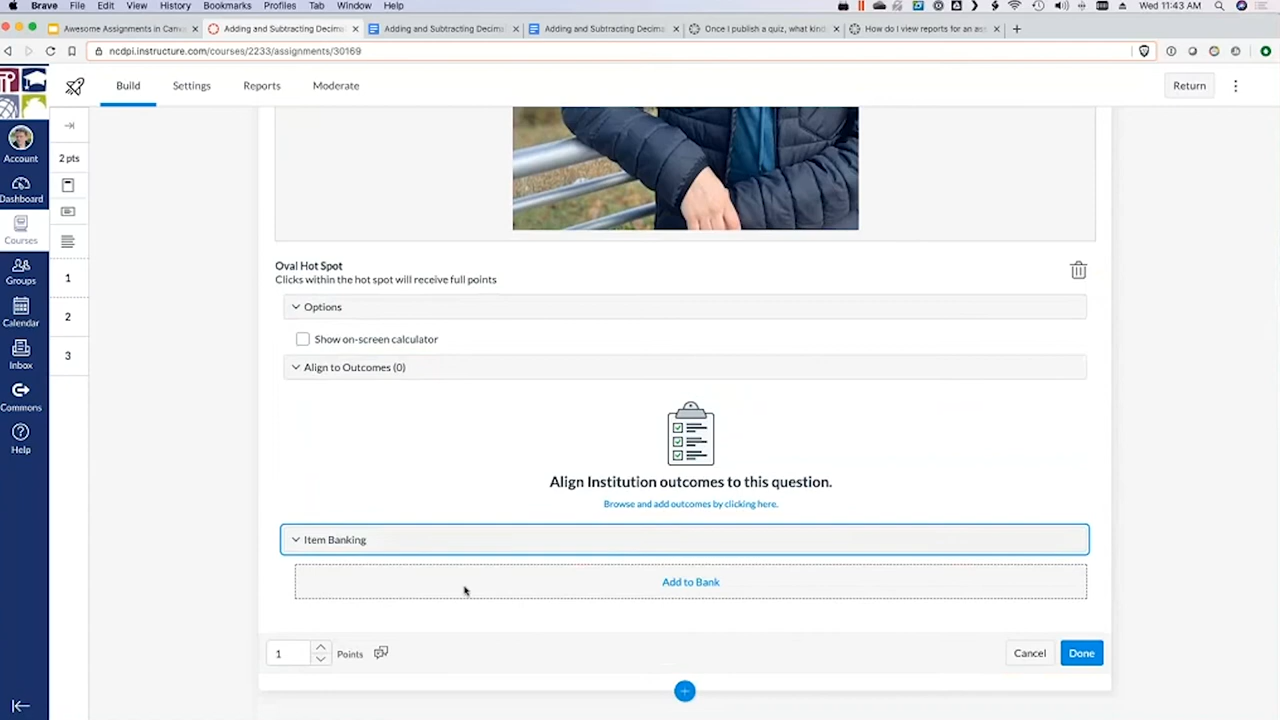 Brave File Edit View History Bookmarks Profiles Tab Window Help Wed 11:43 AM
Awesome Assignments in Canv × Adding and Subtracting Decima × Adding and Subtracting Decima × Adding and Subtracting Decima × Once I publish a quiz, what kin × How do I view reports for an as × +
ncdpi.instructure.com/courses/2233/assignments/30169
Build Settings Reports Moderate Return
Account
2 pts
Dashboard
Courses
Groups
Calendar
Inbox
Commons
Help
1
2
3
Oval Hot Spot
Clicks within the hot spot will receive full points
Options
Show on-screen calculator
Align to Outcomes (0)
Align Institution outcomes to this question.
Browse and add outcomes by clicking here.
Item Banking
Add to Bank
1 Points Cancel Done
+